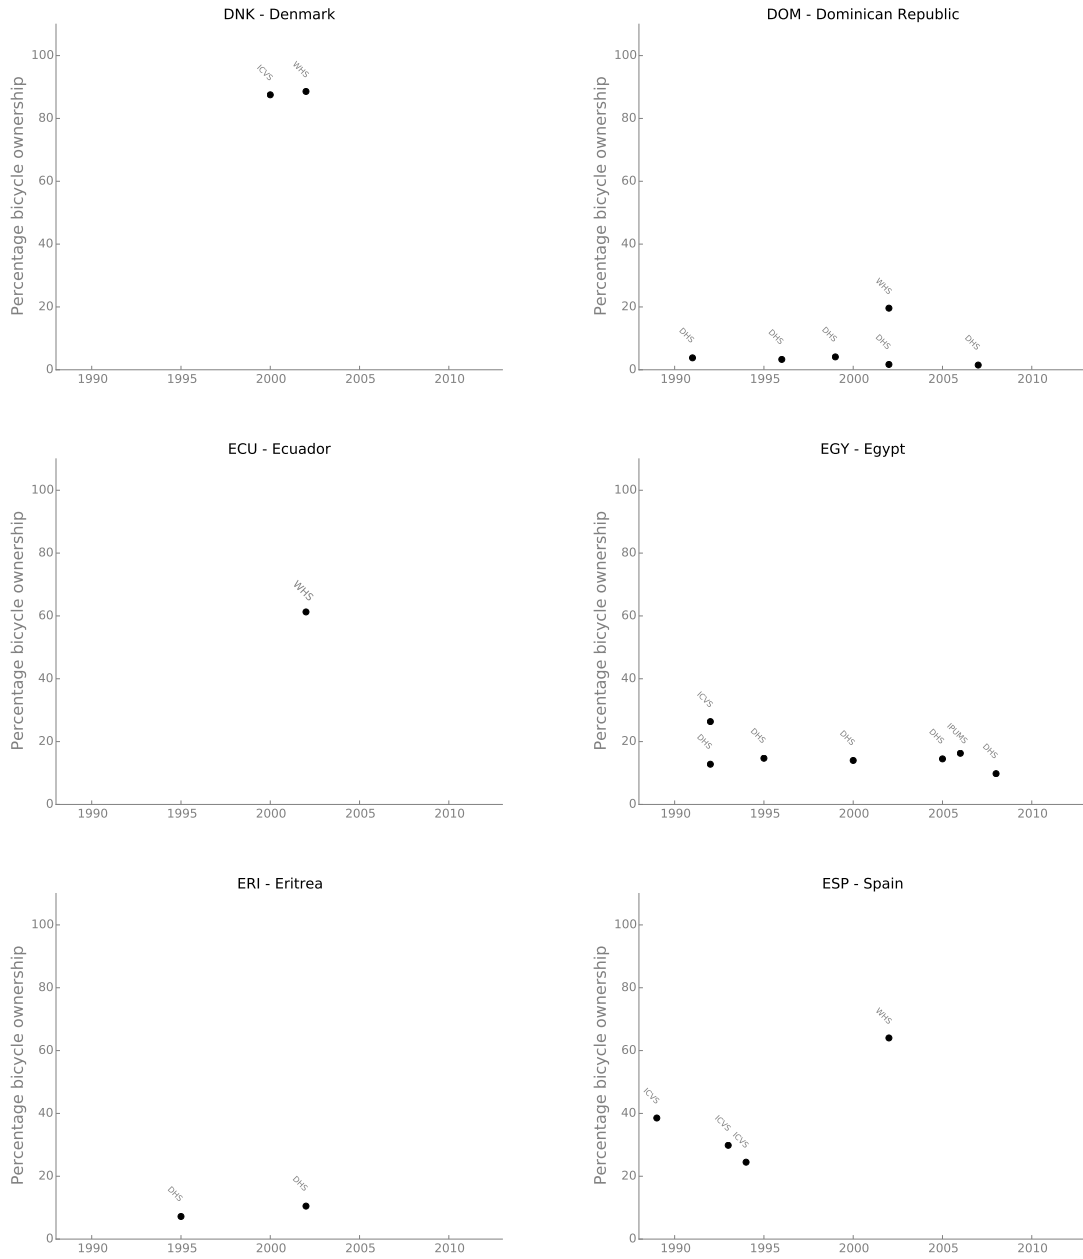 DNK - Denmark
Percentage bicycle ownership
100
80
60
40
20
0
ICVS
WHS
1990 1995 2000 2005 2010
DOM - Dominican Republic
Percentage bicycle ownership
100
80
60
40
20
0
DHS
DHS
DHS
WHS
DHS
DHS
1990 1995 2000 2005 2010
ECU - Ecuador
Percentage bicycle ownership
100
80
60
40
20
0
WHS
1990 1995 2000 2005 2010
EGY - Egypt
Percentage bicycle ownership
100
80
60
40
20
0
ICVS
DHS
DHS
DHS
DHS
IPUMS
DHS
1990 1995 2000 2005 2010
ERI - Eritrea
Percentage bicycle ownership
100
80
60
40
20
0
DHS
DHS
1990 1995 2000 2005 2010
ESP - Spain
Percentage bicycle ownership
100
80
60
40
20
0
ICVS
ICVS
ICVS
WHS
1990 1995 2000 2005 2010